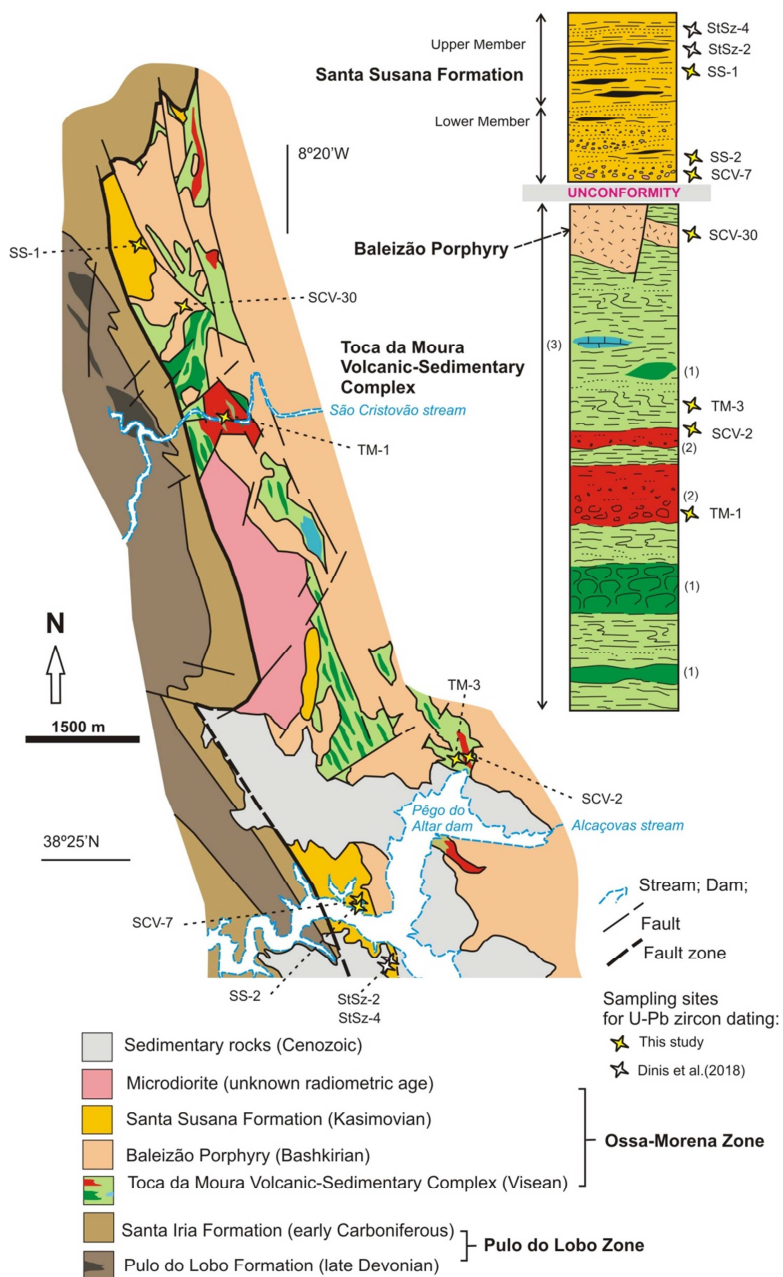 Upper Member
Santa Susana Formation
Lower Member
StSz-4
StSz-2
SS-1
SS-2
SCV-7
UNCONFORMITY
Baleizão Porphyry
SCV-30
(3)
(1)
TM-3
SCV-2
(2)
(2)
TM-1
(1)
(1)
8º20'W
SS-1
SCV-30
Toca da Moura
Volcanic-Sedimentary
Complex
São Cristovão stream
TM-1
N
1500 m
TM-3
SCV-2
Pêgo do
Altar dam
Alcaçovas stream
38º25'N
SCV-7
SS-2
StSz-2
StSz-4
Stream; Dam;
Fault
Fault zone
Sampling sites
for U-Pb zircon dating:
This study
Dinis et al.(2018)
Sedimentary rocks (Cenozoic)
Microdiorite (unknown radiometric age)
Santa Susana Formation (Kasimovian)
Baleizão Porphyry (Bashkirian)
Toca da Moura Volcanic-Sedimentary Complex (Visean)
Ossa-Morena Zone
Santa Iria Formation (early Carboniferous)
Pulo do Lobo Formation (late Devonian)
Pulo do Lobo Zone